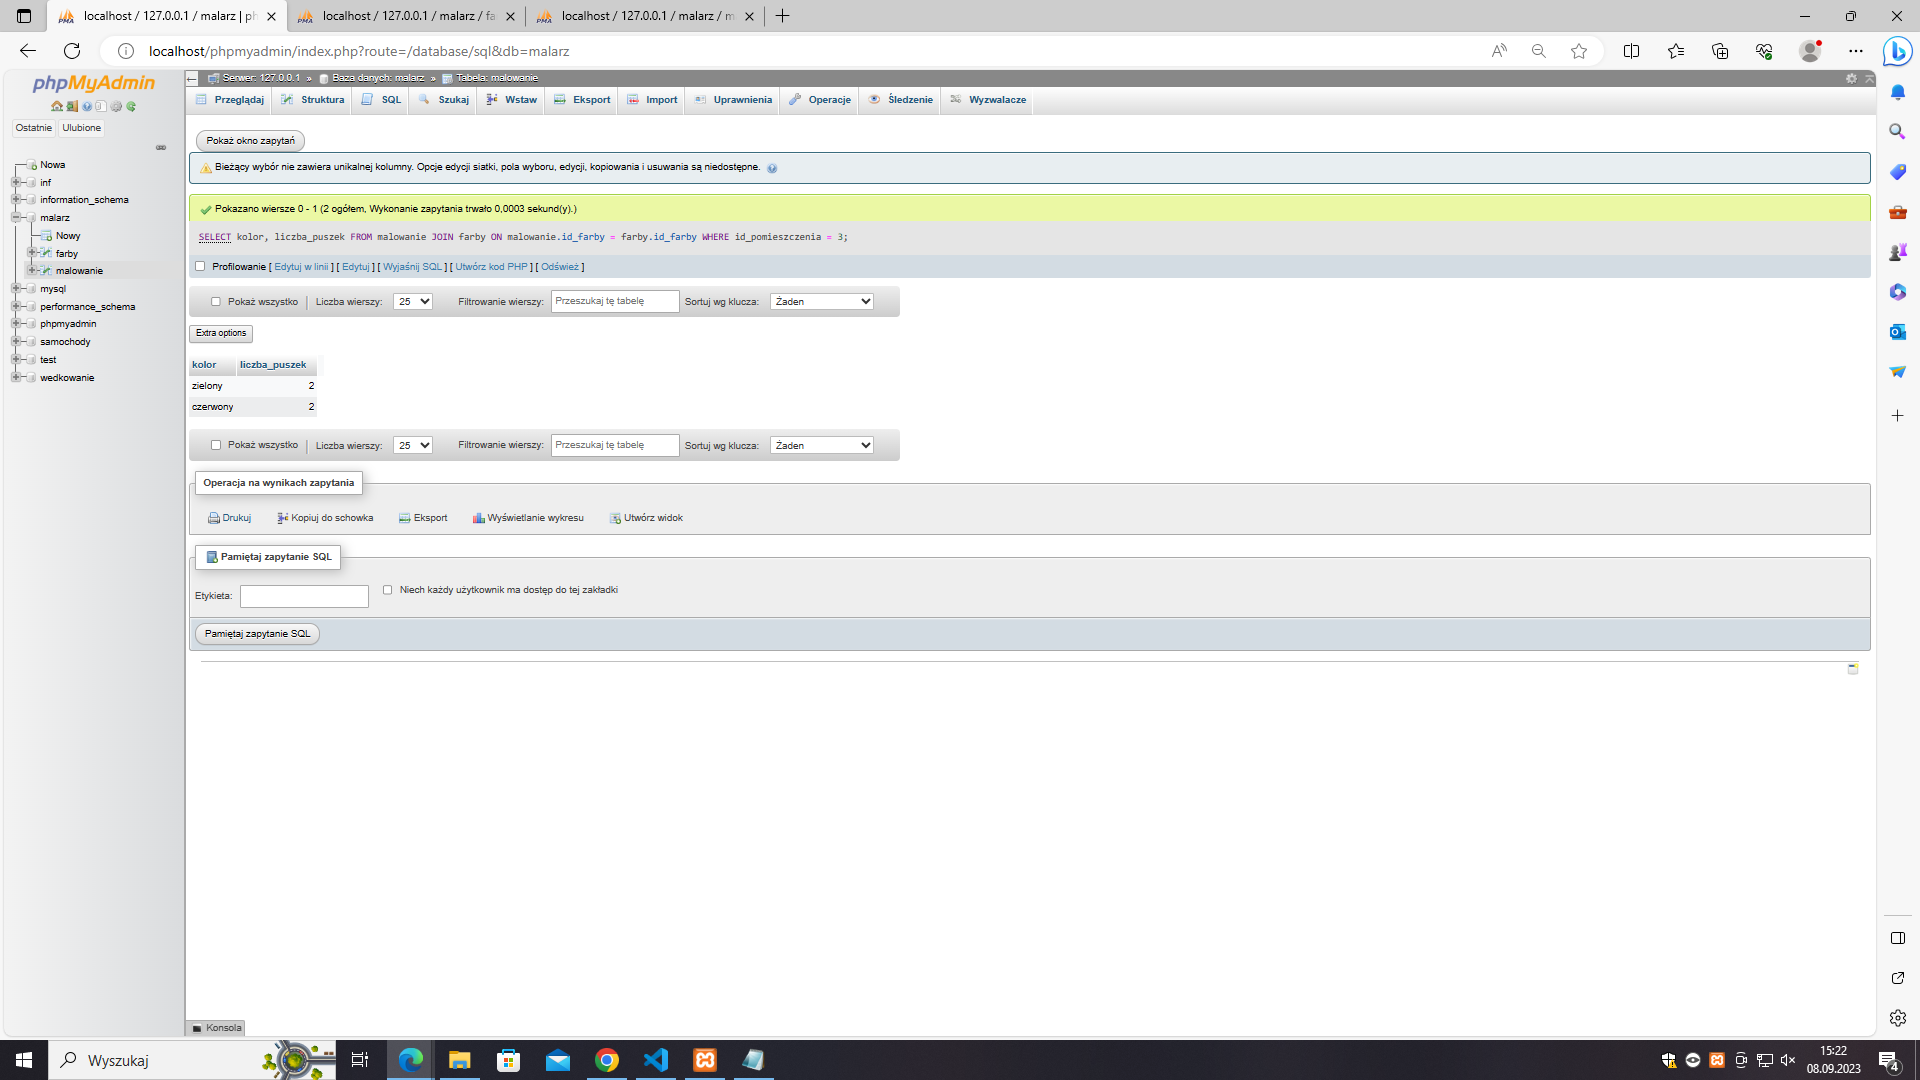 localhost / 127.0.0.1 / malarz | ph
localhost / 127.0.0.1 / malarz / fa
localhost / 127.0.0.1 / malarz / m
localhost/phpmyadmin/index.php?route=/database/sql&db=malarz
phpMyAdmin
Ostatnie Ulubione
Nowa
inf
information_schema
malarz
Nowy
farby
malowanie
mysql
performance_schema
phpmyadmin
samochody
test
wedkowanie
Serwer: 127.0.0.1 » Baza danych: malarz » Tabela: malowanie
Przeglądaj Struktura SQL Szukaj Wstaw Eksport Import Uprawnienia Operacje Śledzenie Wyzwalacze
Pokaż okno zapytań
Bieżący wybór nie zawiera unikalnej kolumny. Opcje edycji siatki, pola wyboru, edycji, kopiowania i usuwania są niedostępne.
Pokazano wiersze 0 - 1 (2 ogółem, Wykonanie zapytania trwało 0,0003 sekund(y).)
SELECT kolor, liczba_puszek FROM malowanie JOIN farby ON malowanie.id_farby = farby.id_farby WHERE id_pomieszczenia = 3;
Profilowanie [ Edytuj w linii ] [ Edytuj ] [ Wyjaśnij SQL ] [ Utwórz kod PHP ] [ Odśwież ]
Pokaż wszystko Liczba wierszy: 25 Filtrowanie wierszy: Przeszukaj tę tabelę Sortuj wg klucza: Żaden
Extra options
kolor liczba_puszek
zielony 2
czerwony 2
Pokaż wszystko Liczba wierszy: 25 Filtrowanie wierszy: Przeszukaj tę tabelę Sortuj wg klucza: Żaden
Operacja na wynikach zapytania
Drukuj Kopiuj do schowka Eksport Wyświetlanie wykresu Utwórz widok
Pamiętaj zapytanie SQL
Etykieta: Niech każdy użytkownik ma dostęp do tej zakładki
Pamiętaj zapytanie SQL
Konsola
Wyszukaj
15:22
08.09.2023
4